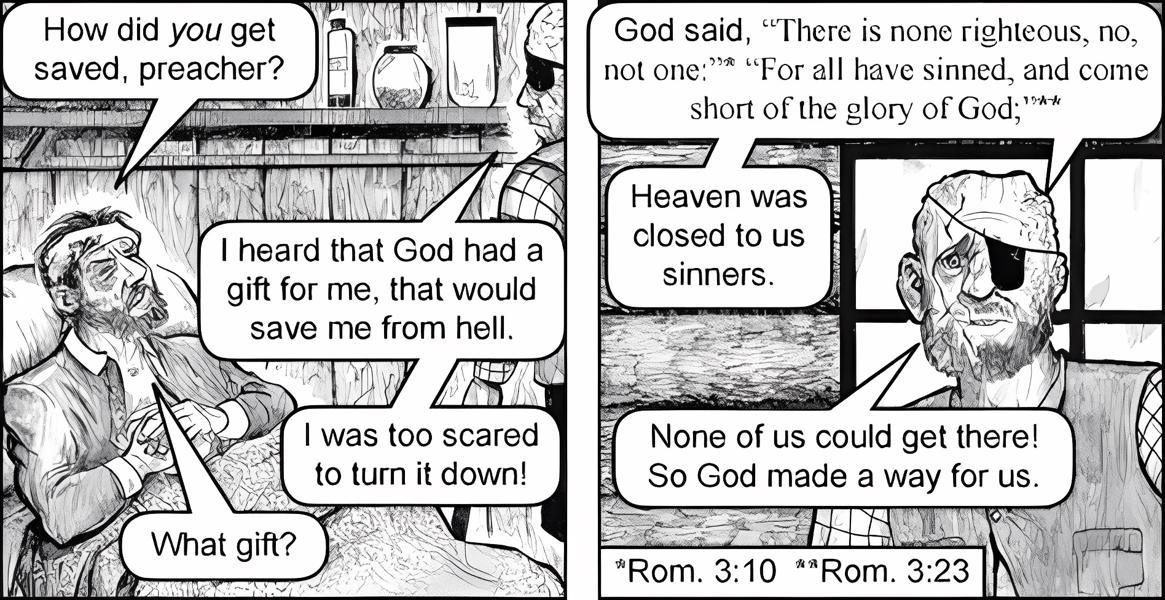 How did you get
saved, preacher?
I heard that God had a
gift for me, that would
save me from hell.
I was too scared
to turn it down!
What gift?
God said, “There is none righteous, no,
not one:”* “For all have sinned, and come
short of the glory of God;”**
Heaven was
closed to us
sinners.
None of us could get there!
So God made a way for us.
*Rom. 3:10 **Rom. 3:23